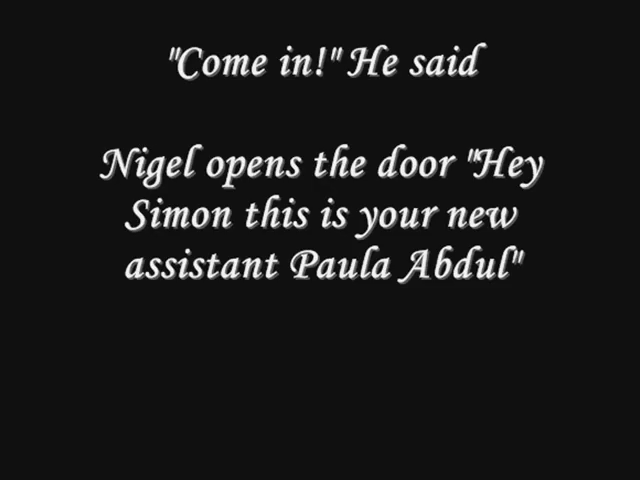 "Come in!" He said
Nigel opens the door "Hey
Simon this is your new
assistant Paula Abdul"